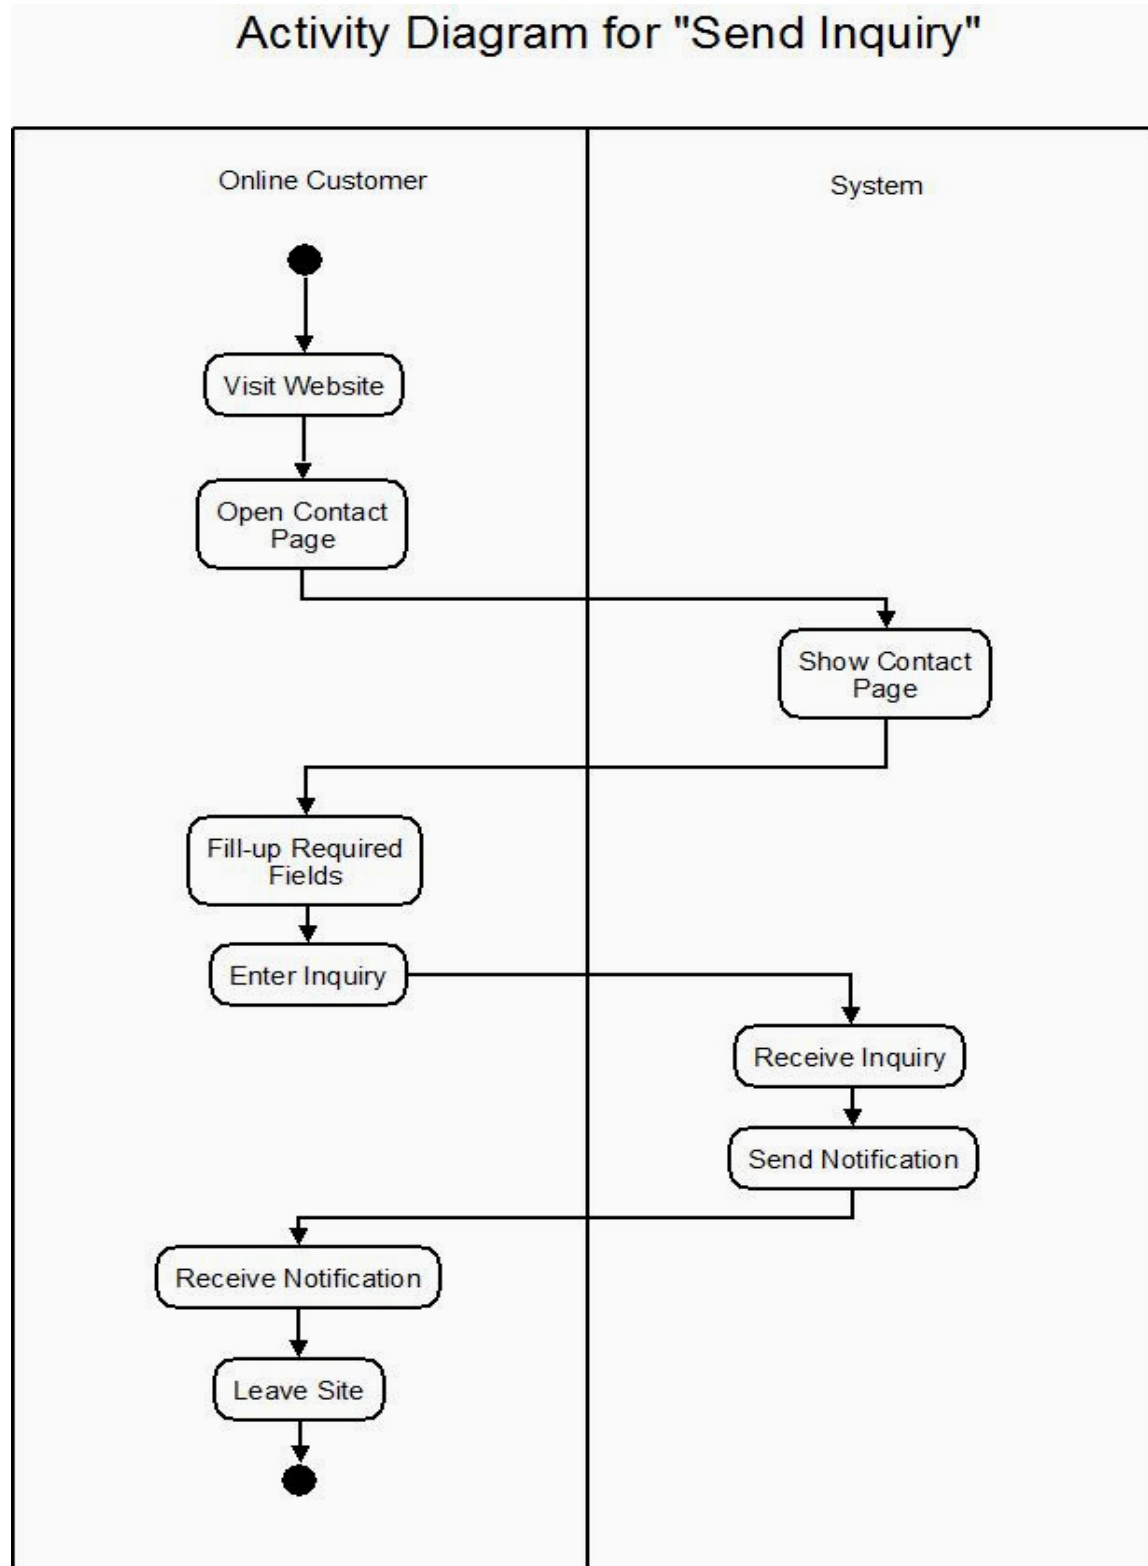 Activity Diagram for "Send Inquiry"
Online Customer
System
Visit Website
Open Contact
Page
Show Contact
Page
Fill-up Required
Fields
Enter Inquiry
Receive Inquiry
Send Notification
Receive Notification
Leave Site